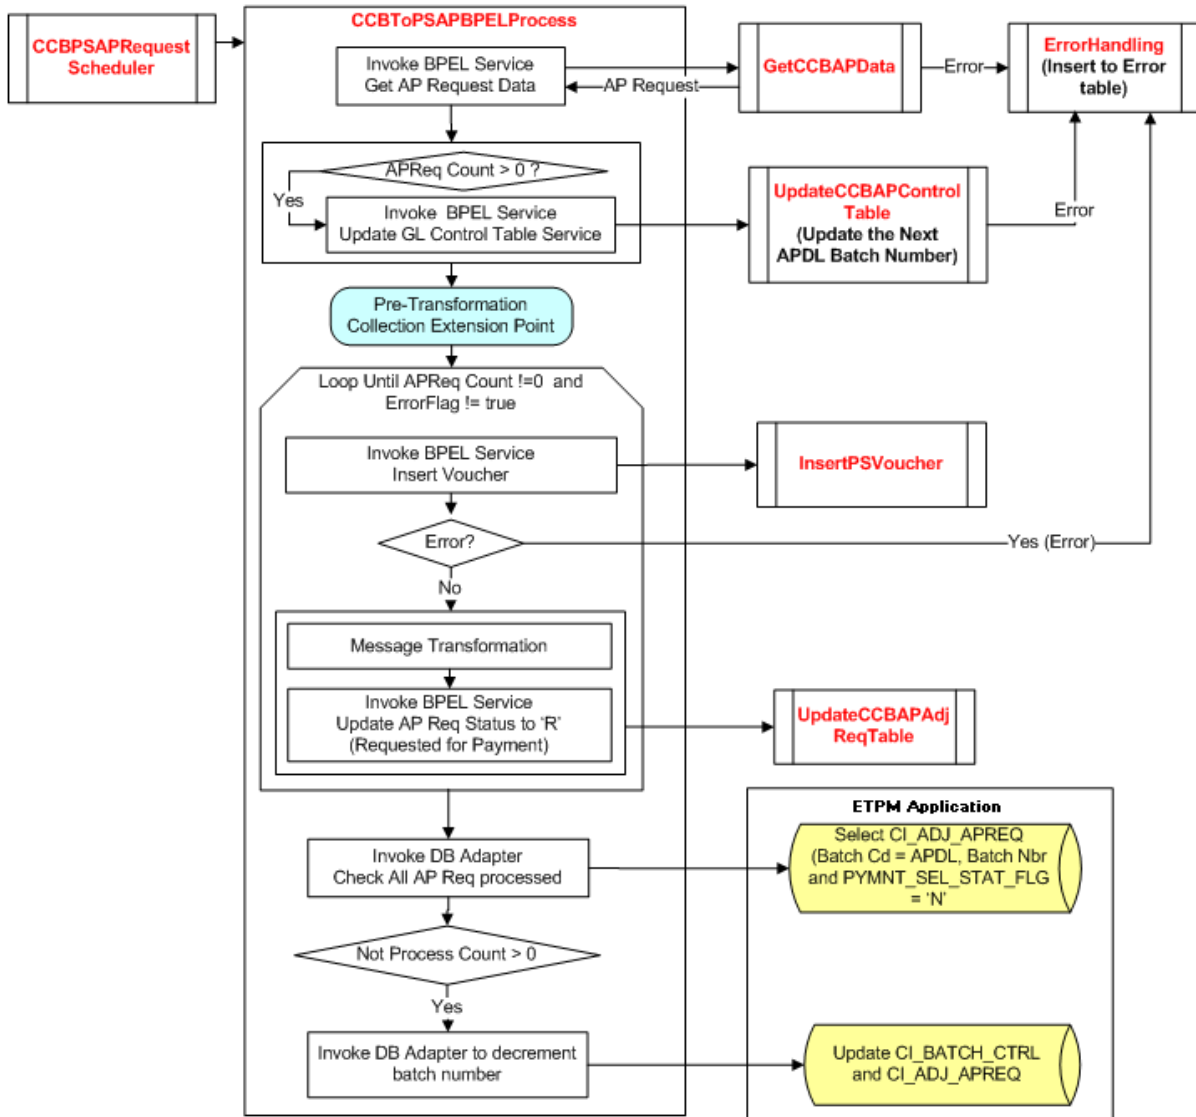 CCBPSAPRequest
Scheduler
CCBToPSAPBPELProcess
Invoke BPEL Service
Get AP Request Data
AP Request
GetCCBAPData
Error
ErrorHandling
(Insert to Error
table)
APReq Count > 0 ?
Yes
Invoke  BPEL Service
Update GL Control Table Service
UpdateCCBAPControl
Table
(Update the Next
APDL Batch Number)
Error
Pre-Transformation
Collection Extension Point
Loop Until APReq Count !=0  and
ErrorFlag != true
Invoke BPEL Service
Insert Voucher
InsertPSVoucher
Error?
Yes (Error)
No
Message Transformation
Invoke BPEL Service
Update AP Req Status to ‘R’
(Requested for Payment)
UpdateCCBAPAdj
ReqTable
ETPM Application
Invoke DB Adapter
Check All AP Req processed
Select CI_ADJ_APREQ
(Batch Cd = APDL, Batch Nbr
and PYMNT_SEL_STAT_FLG
= ‘N’
Not Process Count > 0
Yes
Invoke DB Adapter to decrement
batch number
Update CI_BATCH_CTRL
and CI_ADJ_APREQ